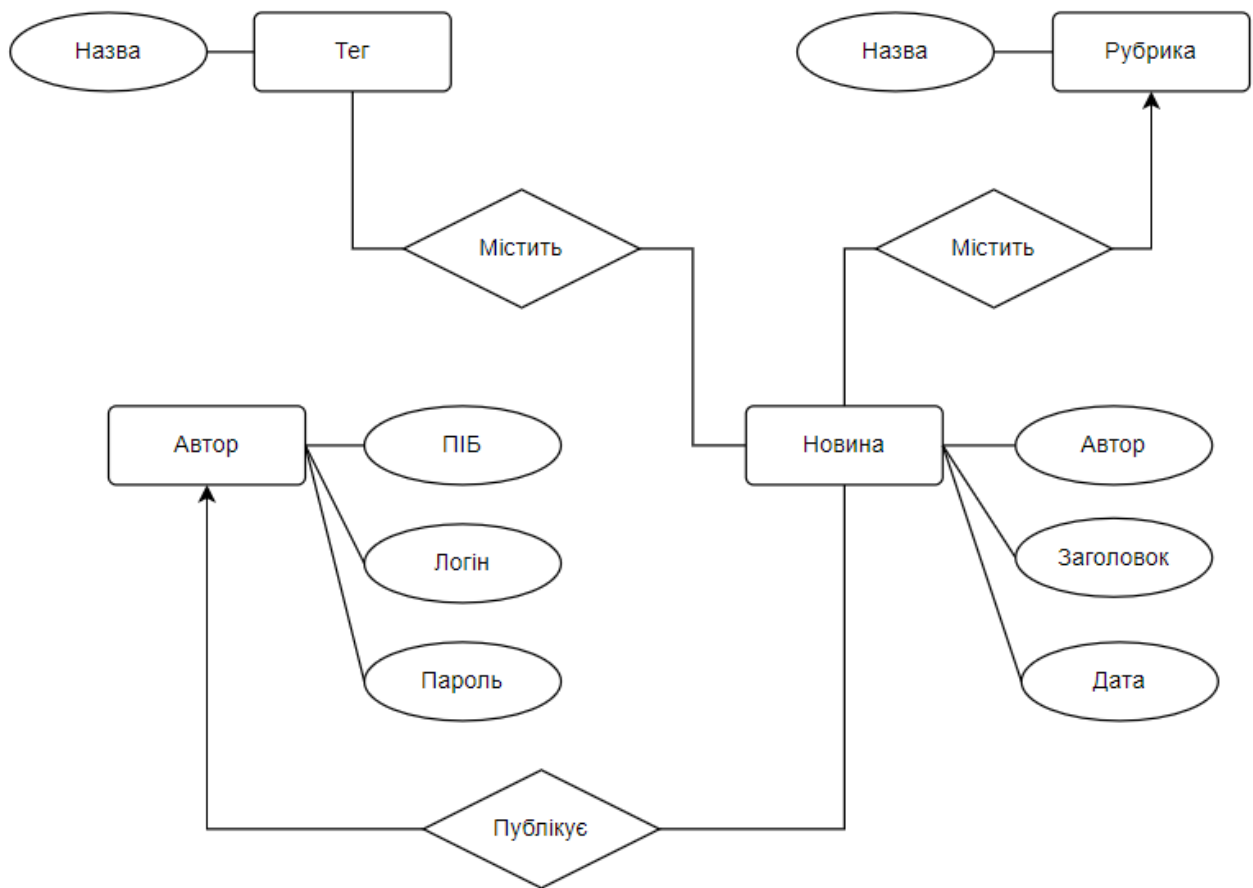 Назва
Тег
Назва
Рубрика
Містить
Містить
Автор
ПІБ
Новина
Автор
Логін
Заголовок
Пароль
Дата
Публікує